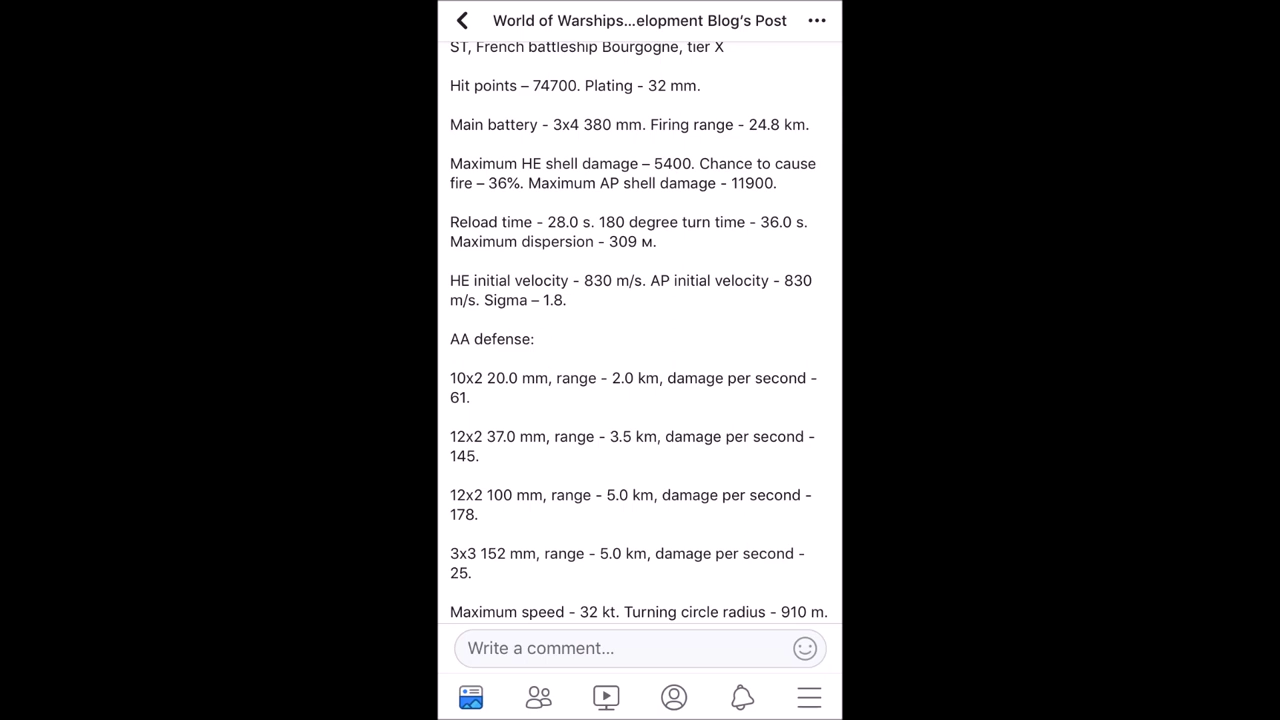 World of Warships...elopment Blog's Post
ST, French battleship Bourgogne, tier X
Hit points – 74700. Plating - 32 mm.
Main battery - 3x4 380 mm. Firing range - 24.8 km.
Maximum HE shell damage – 5400. Chance to cause
fire – 36%. Maximum AP shell damage - 11900.
Reload time - 28.0 s. 180 degree turn time - 36.0 s.
Maximum dispersion - 309 м.
HE initial velocity - 830 m/s. AP initial velocity - 830
m/s. Sigma – 1.8.
AA defense:
10x2 20.0 mm, range - 2.0 km, damage per second -
61.
12x2 37.0 mm, range - 3.5 km, damage per second -
145.
12x2 100 mm, range - 5.0 km, damage per second -
178.
3x3 152 mm, range - 5.0 km, damage per second -
25.
Maximum speed - 32 kt. Turning circle radius - 910 m.
Write a comment...